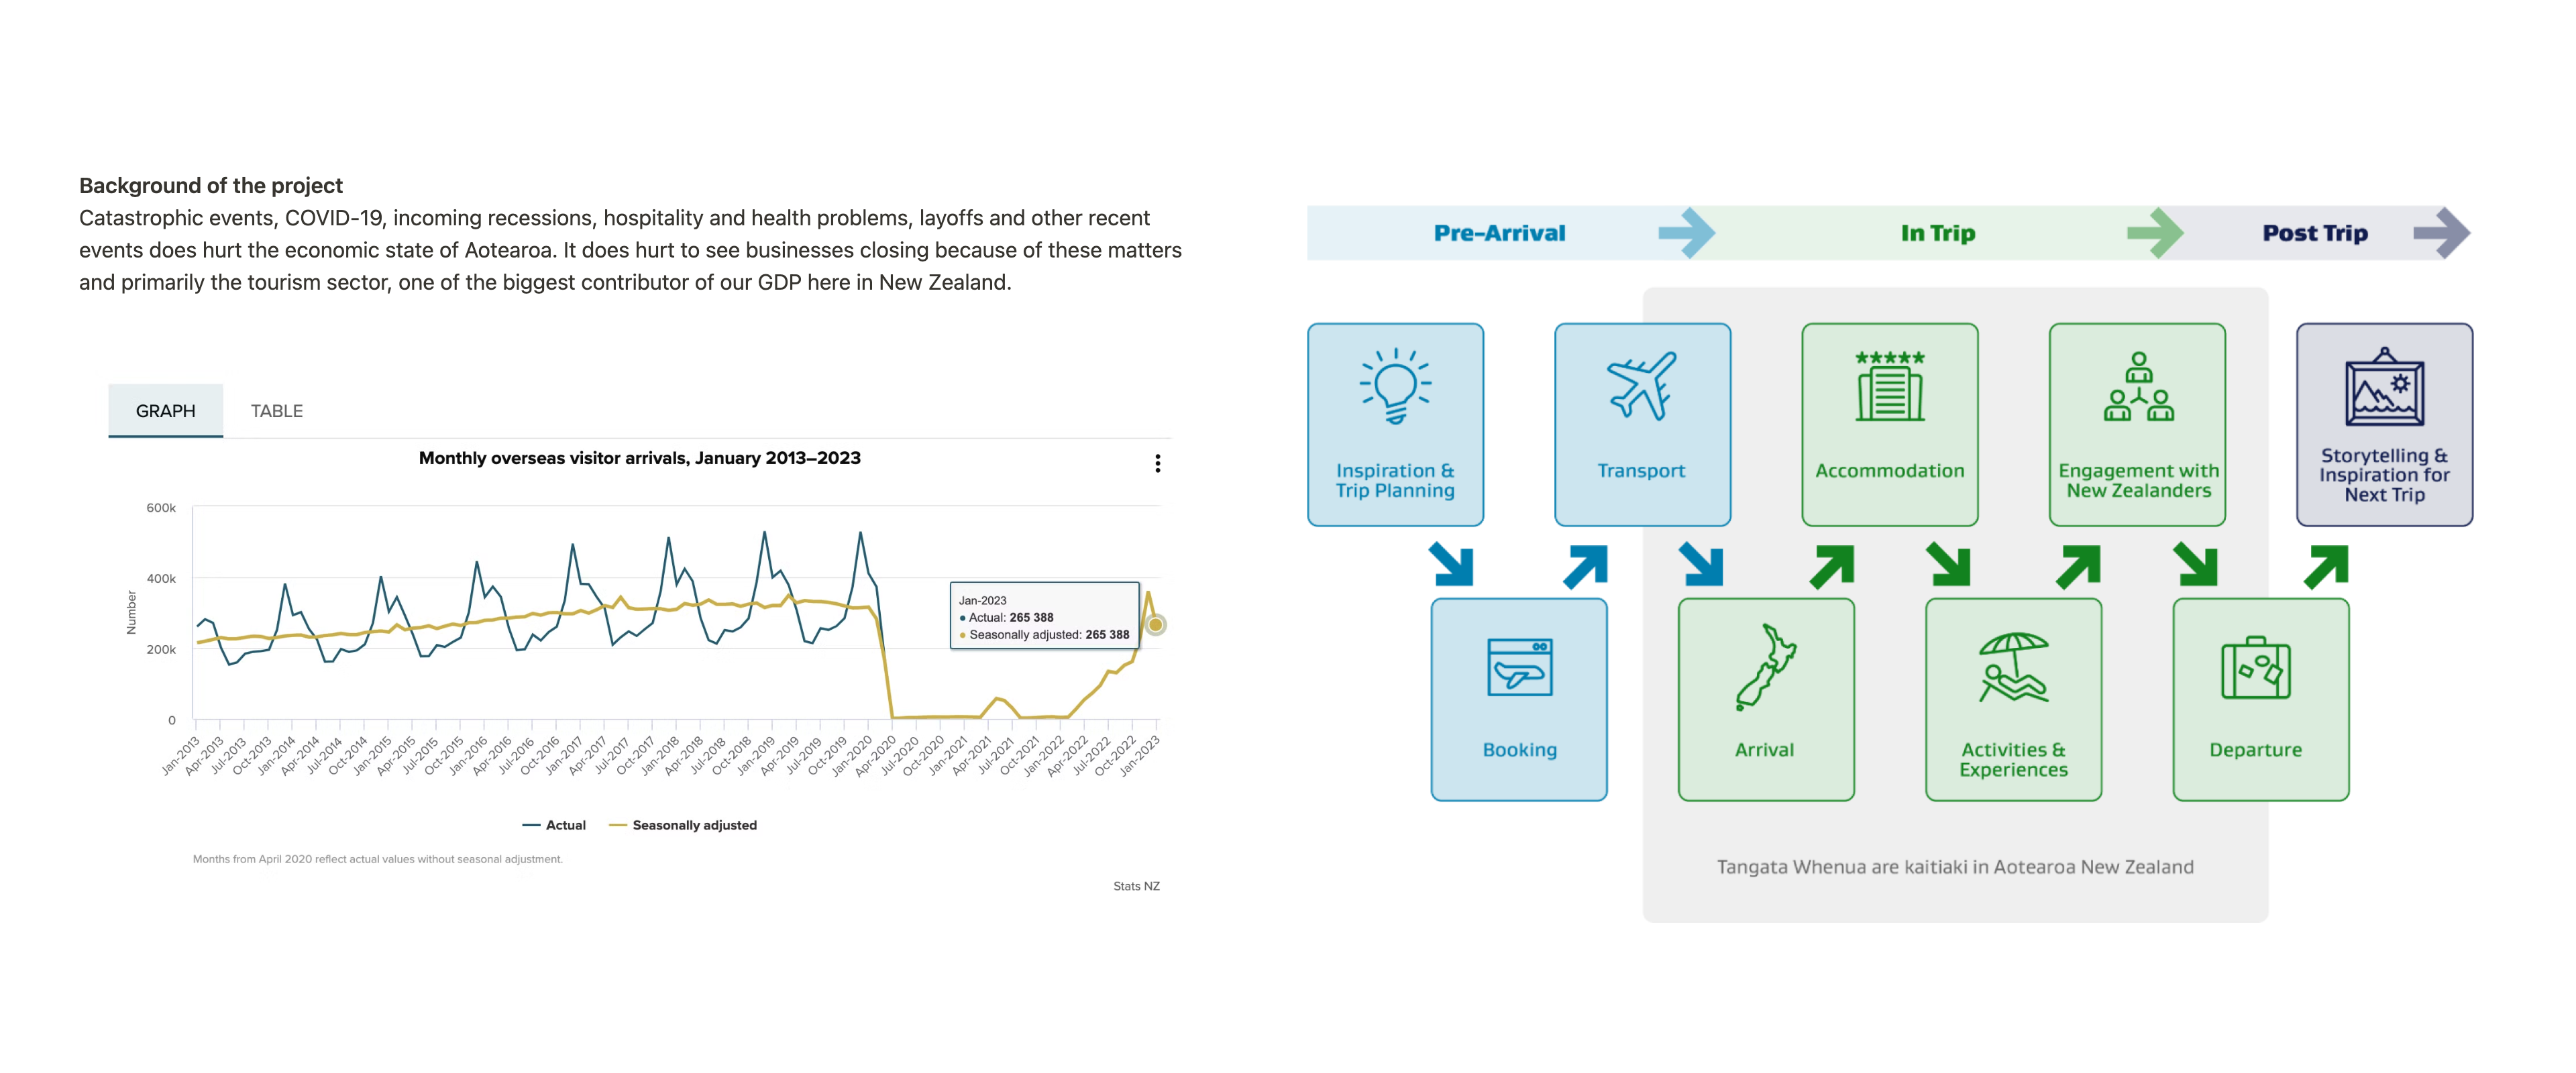 Background of the project
Catastrophic events, COVID-19, incoming recessions, hospitality and health problems, layoffs and other recent
events does hurt the economic state of Aotearoa. It does hurt to see businesses closing because of these matters
and primarily the tourism sector, one of the biggest contributor of our GDP here in New Zealand.
GRAPH
TABLE
Monthly overseas visitor arrivals, January 2013–2023
Number
600k
400k
200k
0
Jan-2023
Actual: 265 388
Seasonally adjusted: 265 388
Jan-2013
Apr-2013
Jul-2013
Oct-2013
Jan-2014
Apr-2014
Jul-2014
Oct-2014
Jan-2015
Apr-2015
Jul-2015
Oct-2015
Jan-2016
Apr-2016
Jul-2016
Oct-2016
Jan-2017
Apr-2017
Jul-2017
Oct-2017
Jan-2018
Apr-2018
Jul-2018
Oct-2018
Jan-2019
Apr-2019
Jul-2019
Oct-2019
Jan-2020
Apr-2020
Jul-2020
Oct-2020
Jan-2021
Apr-2021
Jul-2021
Oct-2021
Jan-2022
Apr-2022
Jul-2022
Oct-2022
Jan-2023
Actual
Seasonally adjusted
Months from April 2020 reflect actual values without seasonal adjustment.
Stats NZ
Pre-Arrival
In Trip
Post Trip
Inspiration &
Trip Planning
Transport
Accommodation
Engagement with
New Zealanders
Storytelling &
Inspiration for
Next Trip
Booking
Arrival
Activities &
Experiences
Departure
Tangata Whenua are kaitiaki in Aotearoa New Zealand